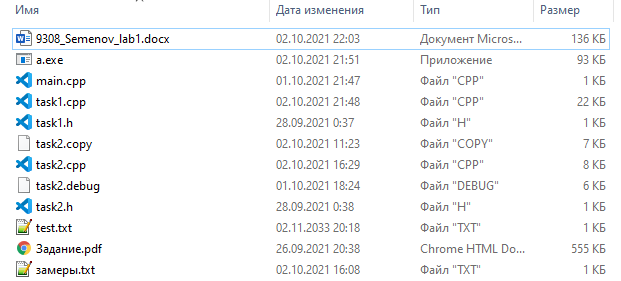 Имя Дата изменения Тип Размер
9308_Semenov_lab1.docx 02.10.2021 22:03 Документ Micros... 136 КБ
a.exe 02.10.2021 21:51 Приложение 93 КБ
main.cpp 01.10.2021 21:47 Файл "CPP" 1 КБ
task1.cpp 02.10.2021 21:48 Файл "CPP" 22 КБ
task1.h 28.09.2021 0:37 Файл "H" 1 КБ
task2.copy 02.10.2021 11:23 Файл "COPY" 7 КБ
task2.cpp 02.10.2021 16:29 Файл "CPP" 8 КБ
task2.debug 01.10.2021 18:24 Файл "DEBUG" 6 КБ
task2.h 28.09.2021 0:38 Файл "H" 1 КБ
test.txt 02.11.2033 20:18 Файл "TXT" 1 КБ
Задание.pdf 26.09.2021 20:38 Chrome HTML Do... 555 КБ
замеры.txt 02.10.2021 16:08 Файл "TXT" 1 КБ